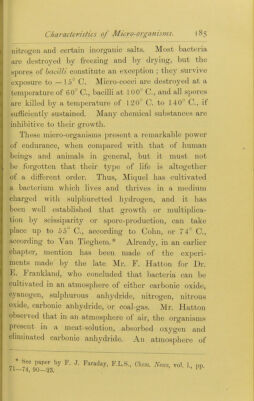 Characteristics of Micro-organisms. 185
nitrogen and certain inorganic salts. Most bacteria
are destroyed by freezing and by drying, but the
spores of bacilli constitute an exception; they survive
exposure to —15° C. Micro-cocci are destroyed at a
temperature of 60° C., bacilli at 100° C., and all spores
are killed by a temperature of 120° C. to 140° C., if
sufficiently sustained. Many chemical substances are
inhibitive to their growth.
These micro-organisms present a remarkable power
of endurance, when compared with that of human
beings and animals in general, but it must not
be forgotten that their type of life is altogether
of a different order. Thus, Miquel has cultivated
a bacterium which lives and thrives in a medium
charged with sulphuretted hydrogen, and it has
been well established that growth or multiplica-
tion by scissiparity or spore-production, can take
place up to 55° C., according to Cohn, or 74° C.,
according to Van Tieghem.* Already, in an earlier
chapter, mention has been made of the experi-
ments made by the late Mr. F. Hatton for Dr.
E. Frankland, who concluded that bacteria can be
cultivated in an atmosphere of either carbonic oxide,
cyanogen, sulphurous anhydride, nitrogen, nitrous
oxide, carbonic anhydride, or coal-gas. Mr. Hatton
observed that in an atmosphere of air, the organisms
present in a meat-solution, absorbed oxygen and
eliminated carbonic anhydride. An atmosphere of
* See paper by F. J. Faraday, F.L.S., Chem. News, vol. l., pp.
71—74, 90—93.